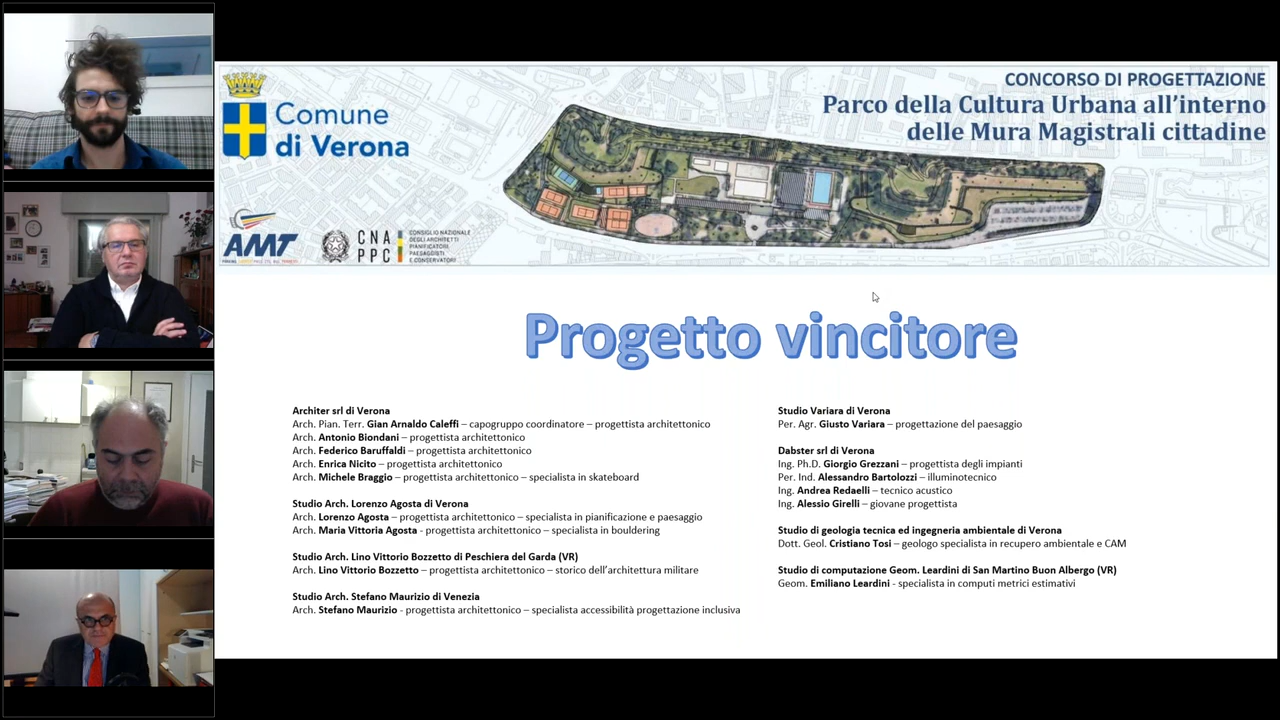 Comune
di Verona
AMT
CNA
PPC
CONSIGLIO NAZIONALE
DEGLI ARCHITETTI
PIANIFICATORI
PAESAGGISTI
E CONSERVATORI
CONCORSO DI PROGETTAZIONE
Parco della Cultura Urbana all'interno
delle Mura Magistrali cittadine
Progetto vincitore
Architer srl di Verona
Arch. Pian. Terr. Gian Arnaldo Caleffi – capogruppo coordinatore – progettista architettonico
Arch. Antonio Biondani – progettista architettonico
Arch. Federico Baruffaldi – progettista architettonico
Arch. Enrica Nicito – progettista architettonico
Arch. Michele Braggio – progettista architettonico – specialista in skateboard
Studio Arch. Lorenzo Agosta di Verona
Arch. Lorenzo Agosta – progettista architettonico – specialista in pianificazione e paesaggio
Arch. Maria Vittoria Agosta - progettista architettonico – specialista in bouldering
Studio Arch. Lino Vittorio Bozzetto di Peschiera del Garda (VR)
Arch. Lino Vittorio Bozzetto – progettista architettonico – storico dell'architettura militare
Studio Arch. Stefano Maurizio di Venezia
Arch. Stefano Maurizio - progettista architettonico – specialista accessibilità progettazione inclusiva
Studio Variara di Verona
Per. Agr. Giusto Variara – progettazione del paesaggio
Dabster srl di Verona
Ing. Ph.D. Giorgio Grezzani – progettista degli impianti
Per. Ind. Alessandro Bartolozzi – illuminotecnico
Ing. Andrea Redaelli – tecnico acustico
Ing. Alessio Girelli – giovane progettista
Studio di geologia tecnica ed ingegneria ambientale di Verona
Dott. Geol. Cristiano Tosi – geologo specialista in recupero ambientale e CAM
Studio di computazione Geom. Leardini di San Martino Buon Albergo (VR)
Geom. Emiliano Leardini - specialista in computi metrici estimativi